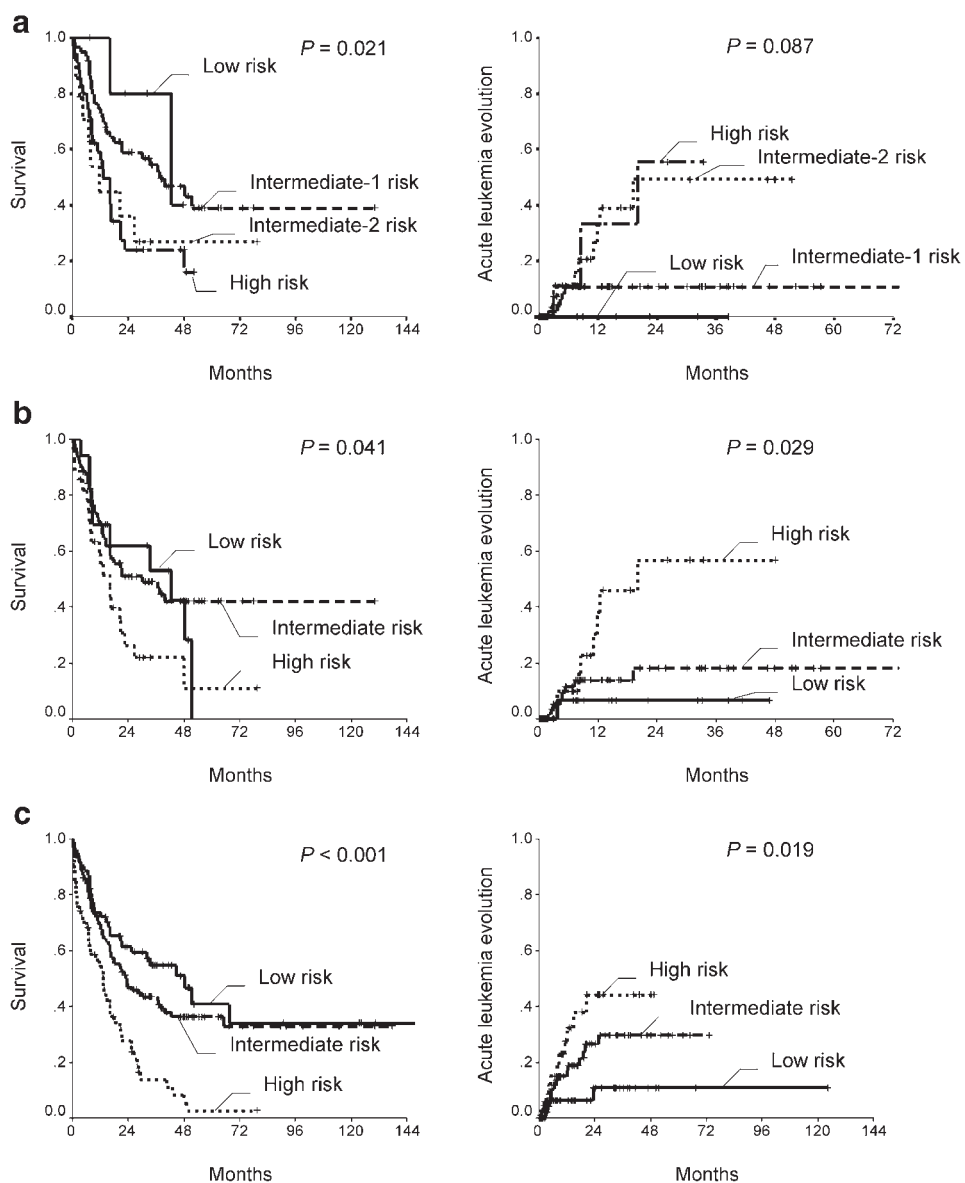 a
P = 0.021
Low risk
Intermediate-1 risk
Intermediate-2 risk
High risk
Survival
1.0
.8
.6
.4
.2
0.0
0 24 48 72 96 120 144
Months
P = 0.087
High risk
Intermediate-2 risk
Intermediate-1 risk
Low risk
Acute leukemia evolution
1.0
.8
.6
.4
.2
0.0
0 12 24 36 48 60 72
Months
b
P = 0.041
Low risk
Intermediate risk
High risk
Survival
1.0
.8
.6
.4
.2
0.0
0 24 48 72 96 120 144
Months
P = 0.029
High risk
Intermediate risk
Low risk
Acute leukemia evolution
1.0
.8
.6
.4
.2
0.0
0 12 24 36 48 60 72
Months
c
P < 0.001
Low risk
Intermediate risk
High risk
Survival
1.0
.8
.6
.4
.2
0.0
0 24 48 72 96 120 144
Months
P = 0.019
High risk
Intermediate risk
Low risk
Acute leukemia evolution
1.0
.8
.6
.4
.2
0.0
0 24 48 72 96 120 144
Months